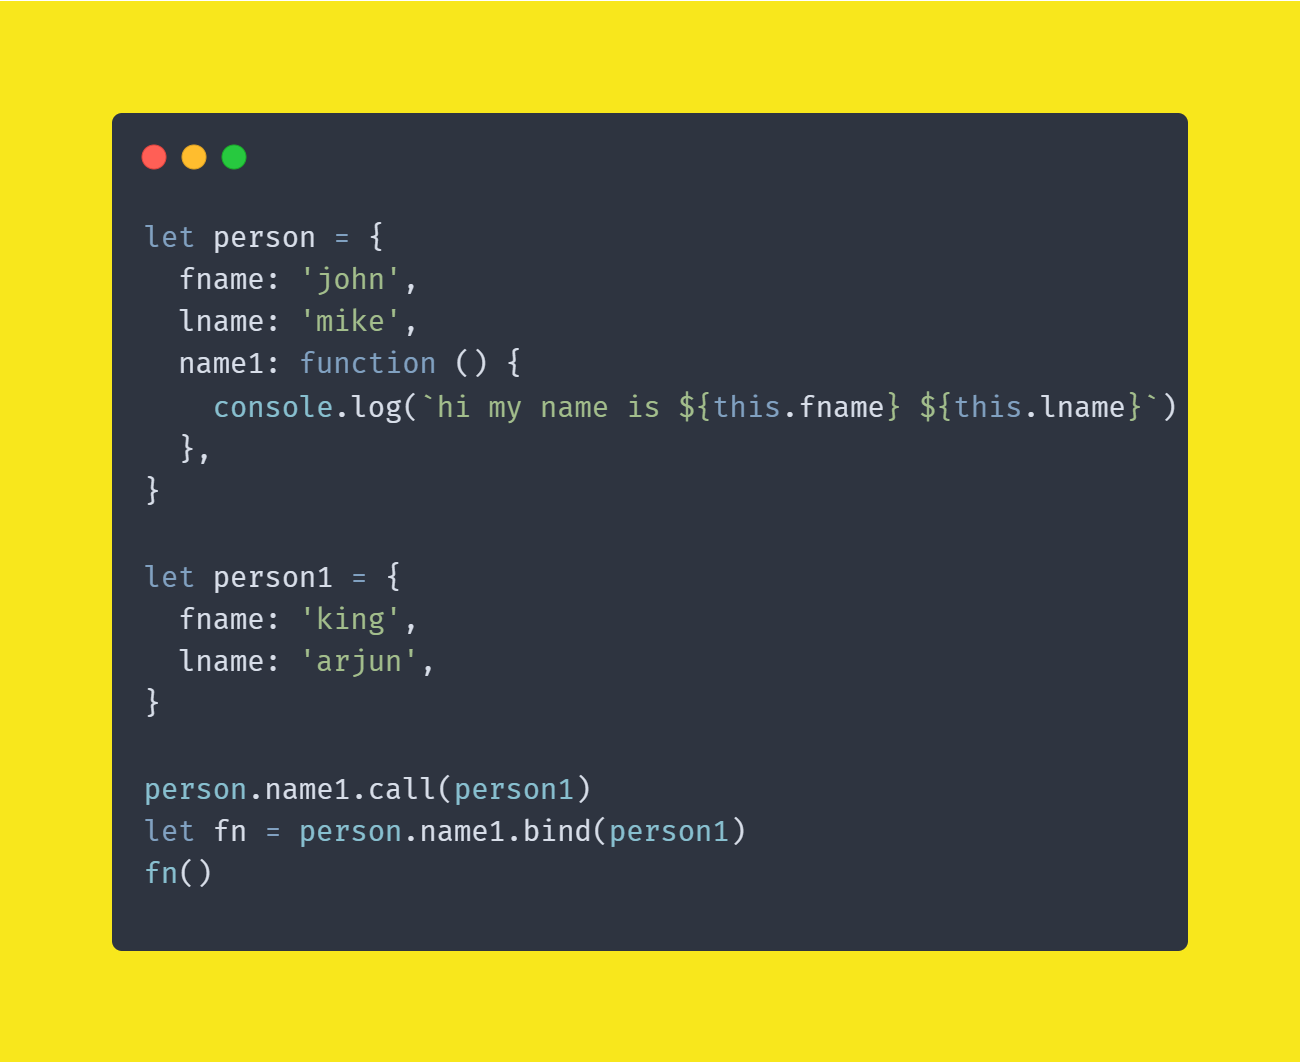 let person = {
  fname: 'john',
  lname: 'mike',
  name1: function () {
    console.log(`hi my name is ${this.fname} ${this.lname}`)
  },
}

let person1 = {
  fname: 'king',
  lname: 'arjun',
}

person.name1.call(person1)
let fn = person.name1.bind(person1)
fn()